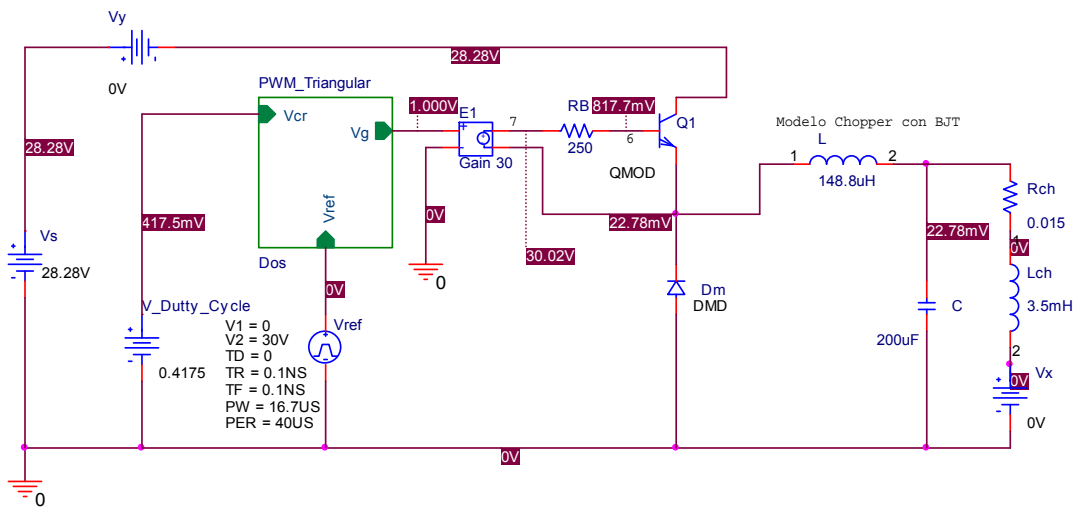 Vy
0V
28.28V
PWM_Triangular
Vcr
Vg
Vref
Dos
1.000V
E1
Gain 30
7
RB
250
817.7mV
6
Q1
QMOD
Modelo Chopper con BJT
L
1
2
148.8uH
Rch
0.015
28.28V
417.5mV
0V
0
30.02V
22.78mV
22.78mV
0V
1
Lch
3.5mH
2
Vs
28.28V
0V
Dm
DMD
C
200uF
V_Dutty_Cycle
0.4175
V1 = 0
V2 = 30V
TD = 0
TR = 0.1NS
TF = 0.1NS
PW = 16.7US
PER = 40US
Vref
0V
Vx
0V
0V
0